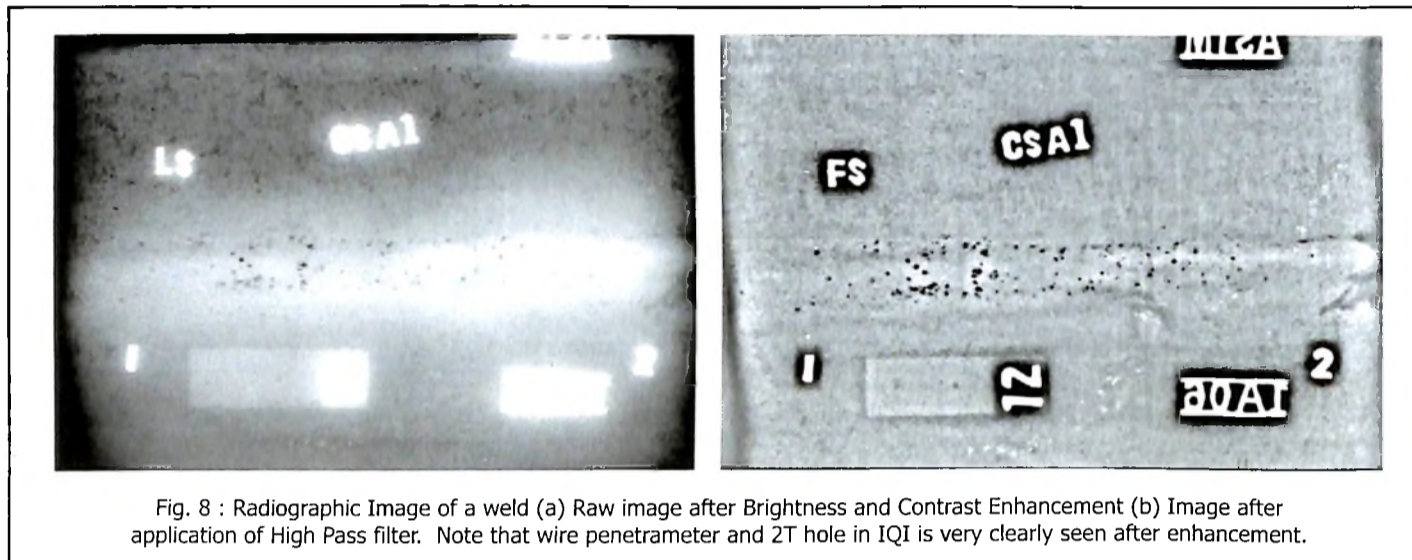 CSA1
Ls
1
2
MISA
CSA1
FS
1
12
2
Fig. 8 : Radiographic Image of a weld (a) Raw image after Brightness and Contrast Enhancement (b) Image after
application of High Pass filter. Note that wire penetrameter and 2T hole in IQI is very clearly seen after enhancement.